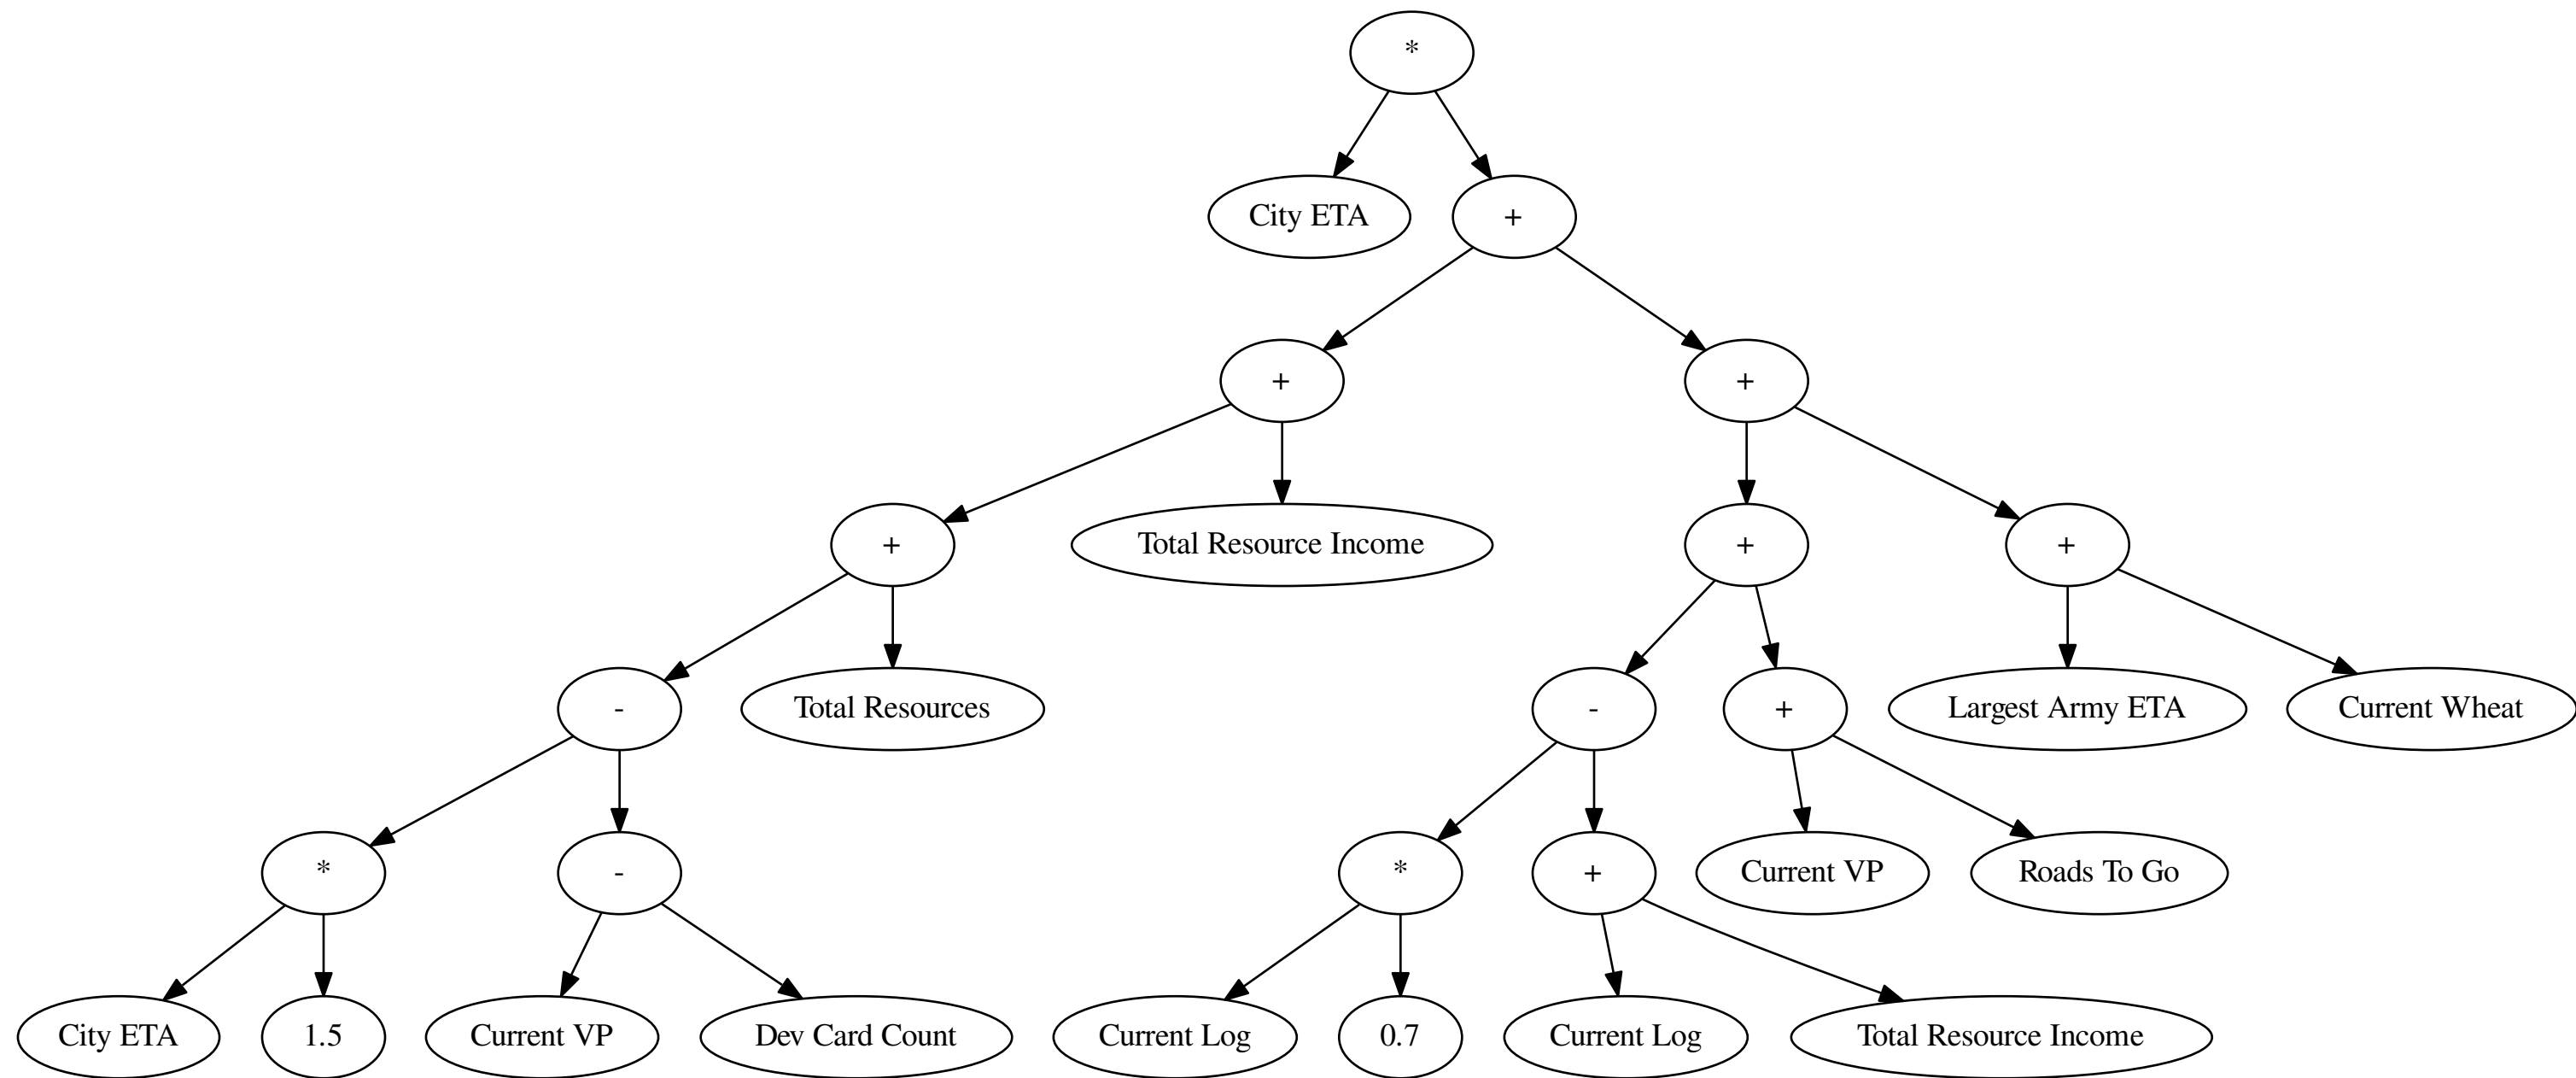 *
City ETA
+
+
+
+
Total Resource Income
+
+
-
Total Resources
-
+
Largest Army ETA
Current Wheat
*
-
*
+
Current VP
Roads To Go
City ETA
1.5
Current VP
Dev Card Count
Current Log
0.7
Current Log
Total Resource Income